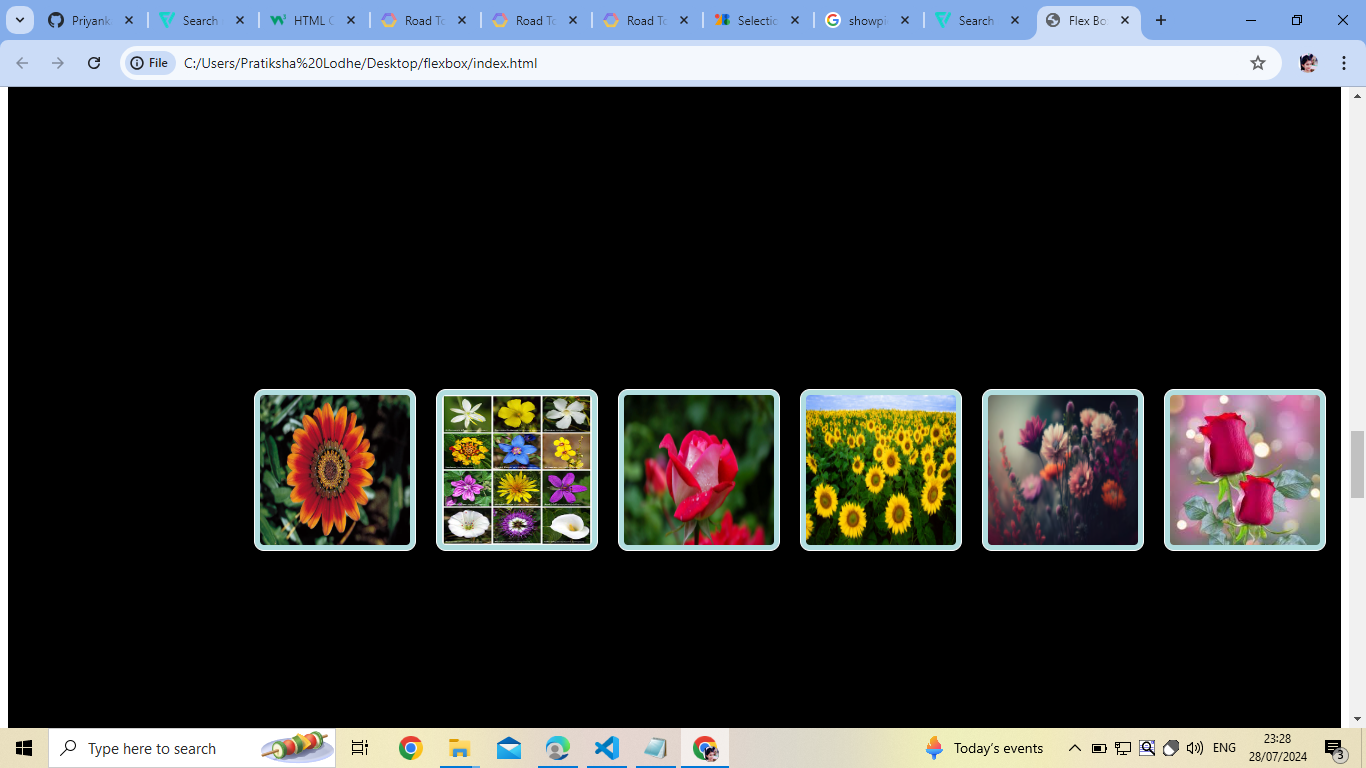 Priyank
Search
HTML C
Road To
Road To
Road To
Selectio
showpi
Search
Flex Bo
File
C:/Users/Pratiksha%20Lodhe/Desktop/flexbox/index.html
Type here to search
Today's events
ENG
23:28
28/07/2024
3